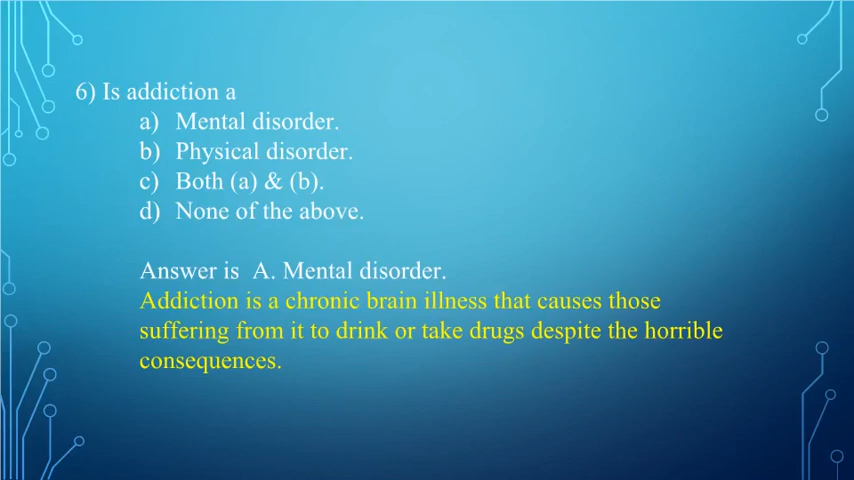 6) Is addiction a
a) Mental disorder.
b) Physical disorder.
c) Both (a) & (b).
d) None of the above.
Answer is A. Mental disorder.
Addiction is a chronic brain illness that causes those
suffering from it to drink or take drugs despite the horrible
consequences.